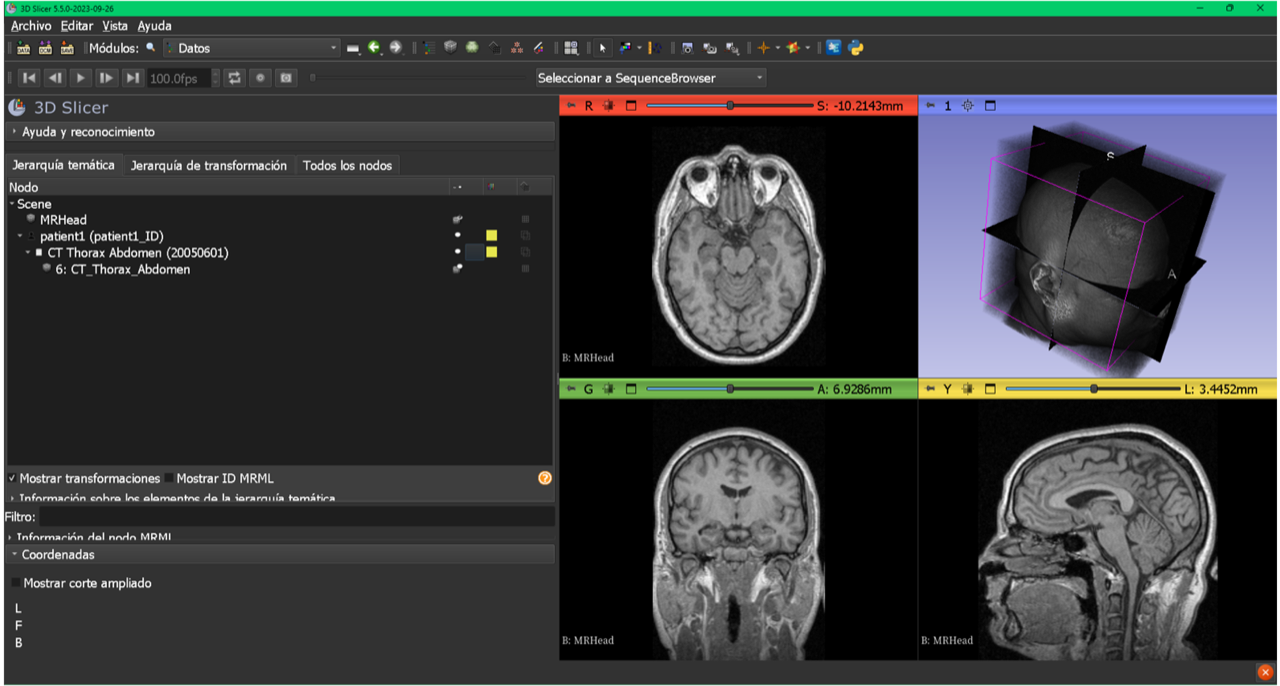 3D Slicer 5.5.0-2023-09-26
Archivo Editar Vista Ayuda
DATA DCM SAVE Módulos: Datos
100.0fps Seleccionar a SequenceBrowser
3D Slicer
Ayuda y reconocimiento
Jerarquía temática Jerarquía de transformación Todos los nodos
Nodo
Scene
MRHead
patient1 (patient1_ID)
CT Thorax Abdomen (20050601)
6: CT_Thorax_Abdomen
Mostrar transformaciones Mostrar ID MRML
Información sobre los elementos de la jerarquía temática
Filtro:
Información del nodo MRML
Coordenadas
Mostrar corte ampliado
L
F
B
R S: -10.2143mm
B: MRHead
1
S
A
G A: 6.9286mm
B: MRHead
Y L: 3.4452mm
B: MRHead